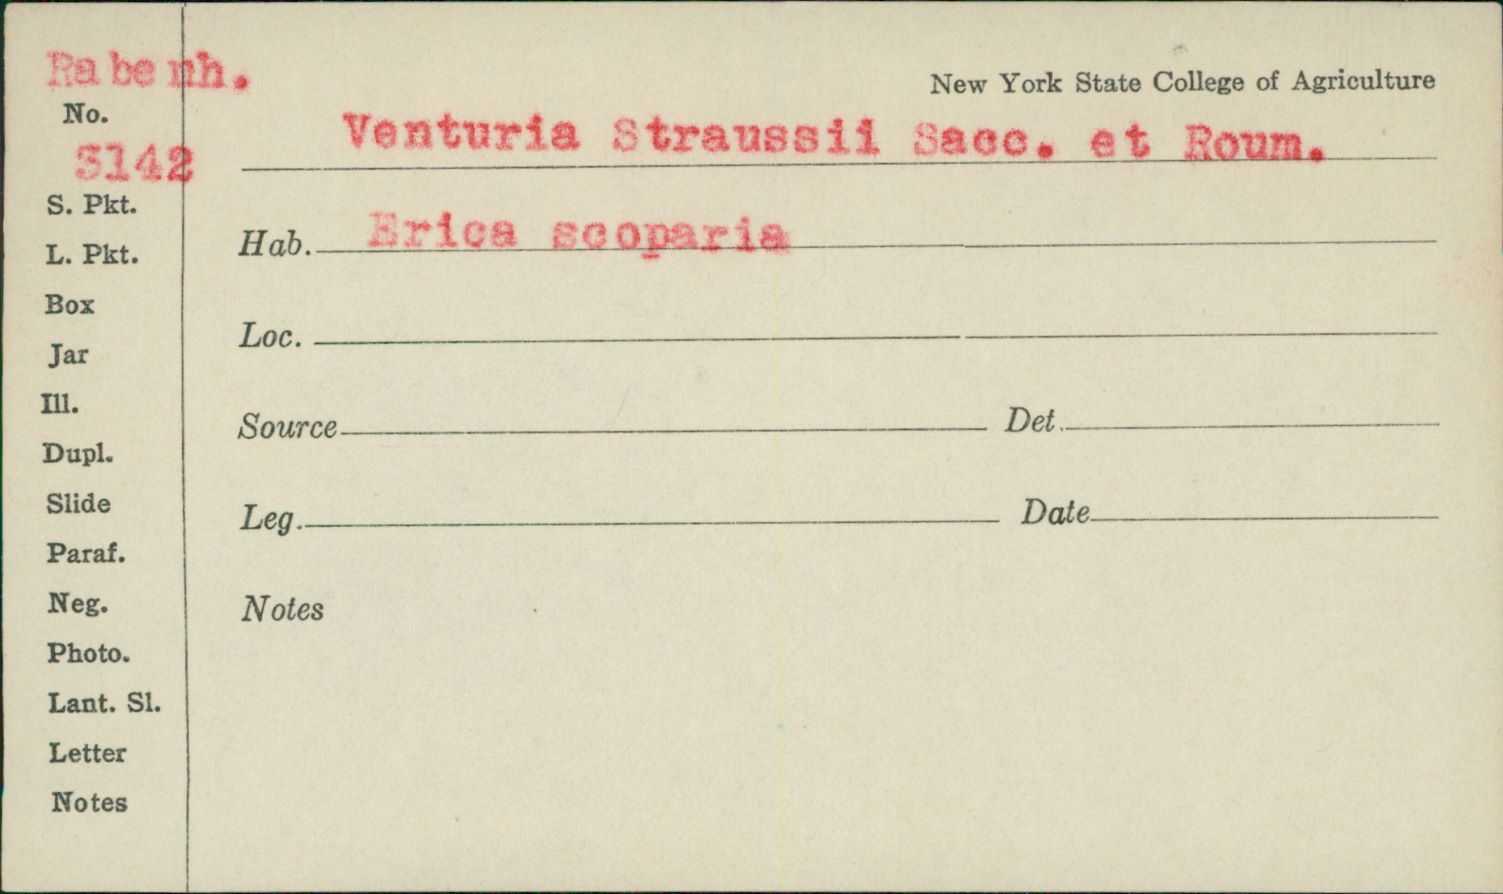 Rabenh.
New York State College of Agriculture
No.
Venturia Straussii Sacc. et Roum.
3142
S. Pkt.
Hab. Erica scoparia
L. Pkt.
Box
Loc.
Jar
Ill.
Source Det.
Dupl.
Slide
Leg. Date
Paraf.
Neg.
Notes
Photo.
Lant. Sl.
Letter
Notes